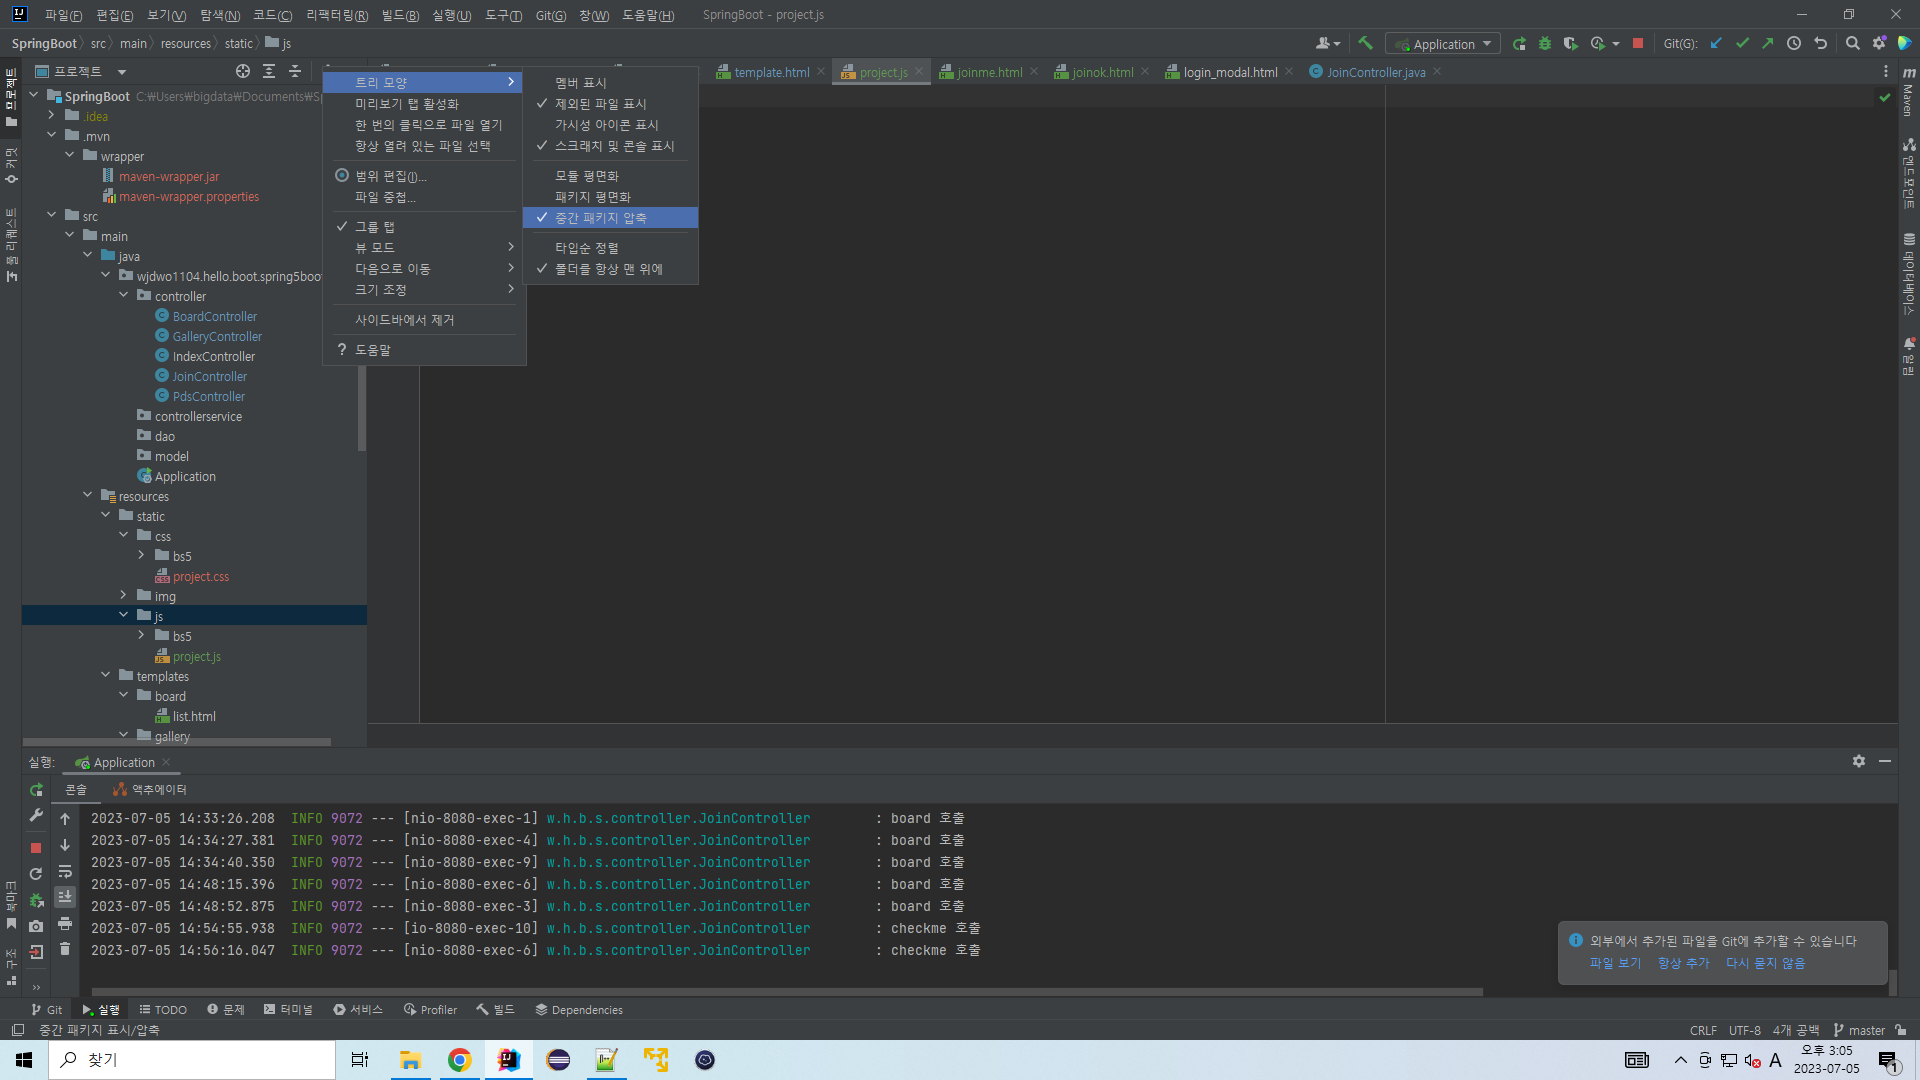 파일(F) 편집(E) 보기(V) 탐색(N) 코드(C) 리팩터링(R) 빌드(B) 실행(U) 도구(T) Git(G) 창(W) 도움말(H) SpringBoot - project.js
SpringBoot src main resources static js
Application
Git(G):
프로젝트
template.html
project.js
joinme.html
joinok.html
login_modal.html
JoinController.java
프로젝트
커밋
풀 리퀘스트
북마크
구조
Maven
엔드포인트
데이터베이스
알림
SpringBoot C:₩Users₩bigdata₩Documents₩S
.idea
.mvn
wrapper
maven-wrapper.jar
maven-wrapper.properties
src
main
java
wjdwo1104.hello.boot.spring5boot
controller
BoardController
GalleryController
IndexController
JoinController
PdsController
controllerservice
dao
model
Application
resources
static
css
bs5
project.css
img
js
bs5
project.js
templates
board
list.html
gallery
트리 모양
미리보기 탭 활성화
한 번의 클릭으로 파일 열기
항상 열려 있는 파일 선택
범위 편집(I)...
파일 중첩...
그룹 탭
뷰 모드
다음으로 이동
크기 조정
사이드바에서 제거
? 도움말
멤버 표시
제외된 파일 표시
가시성 아이콘 표시
스크래치 및 콘솔 표시
모듈 평면화
패키지 평면화
중간 패키지 압축
타입순 정렬
폴더를 항상 맨 위에
실행: Application
콘솔 액추에이터
2023-07-05 14:33:26.208 INFO 9072 --- [nio-8080-exec-1] w.h.b.s.controller.JoinController : board 호출
2023-07-05 14:34:27.381 INFO 9072 --- [nio-8080-exec-4] w.h.b.s.controller.JoinController : board 호출
2023-07-05 14:34:40.350 INFO 9072 --- [nio-8080-exec-9] w.h.b.s.controller.JoinController : board 호출
2023-07-05 14:48:15.396 INFO 9072 --- [nio-8080-exec-6] w.h.b.s.controller.JoinController : board 호출
2023-07-05 14:48:52.875 INFO 9072 --- [nio-8080-exec-3] w.h.b.s.controller.JoinController : board 호출
2023-07-05 14:54:55.938 INFO 9072 --- [io-8080-exec-10] w.h.b.s.controller.JoinController : checkme 호출
2023-07-05 14:56:16.047 INFO 9072 --- [nio-8080-exec-6] w.h.b.s.controller.JoinController : checkme 호출
외부에서 추가된 파일을 Git에 추가할 수 있습니다
파일 보기 항상 추가 다시 묻지 않음
Git 실행 TODO 문제 터미널 서비스 Profiler 빌드 Dependencies
중간 패키지 표시/압축
CRLF UTF-8 4개 공백 master
찾기
A
오후 3:05
2023-07-05
1